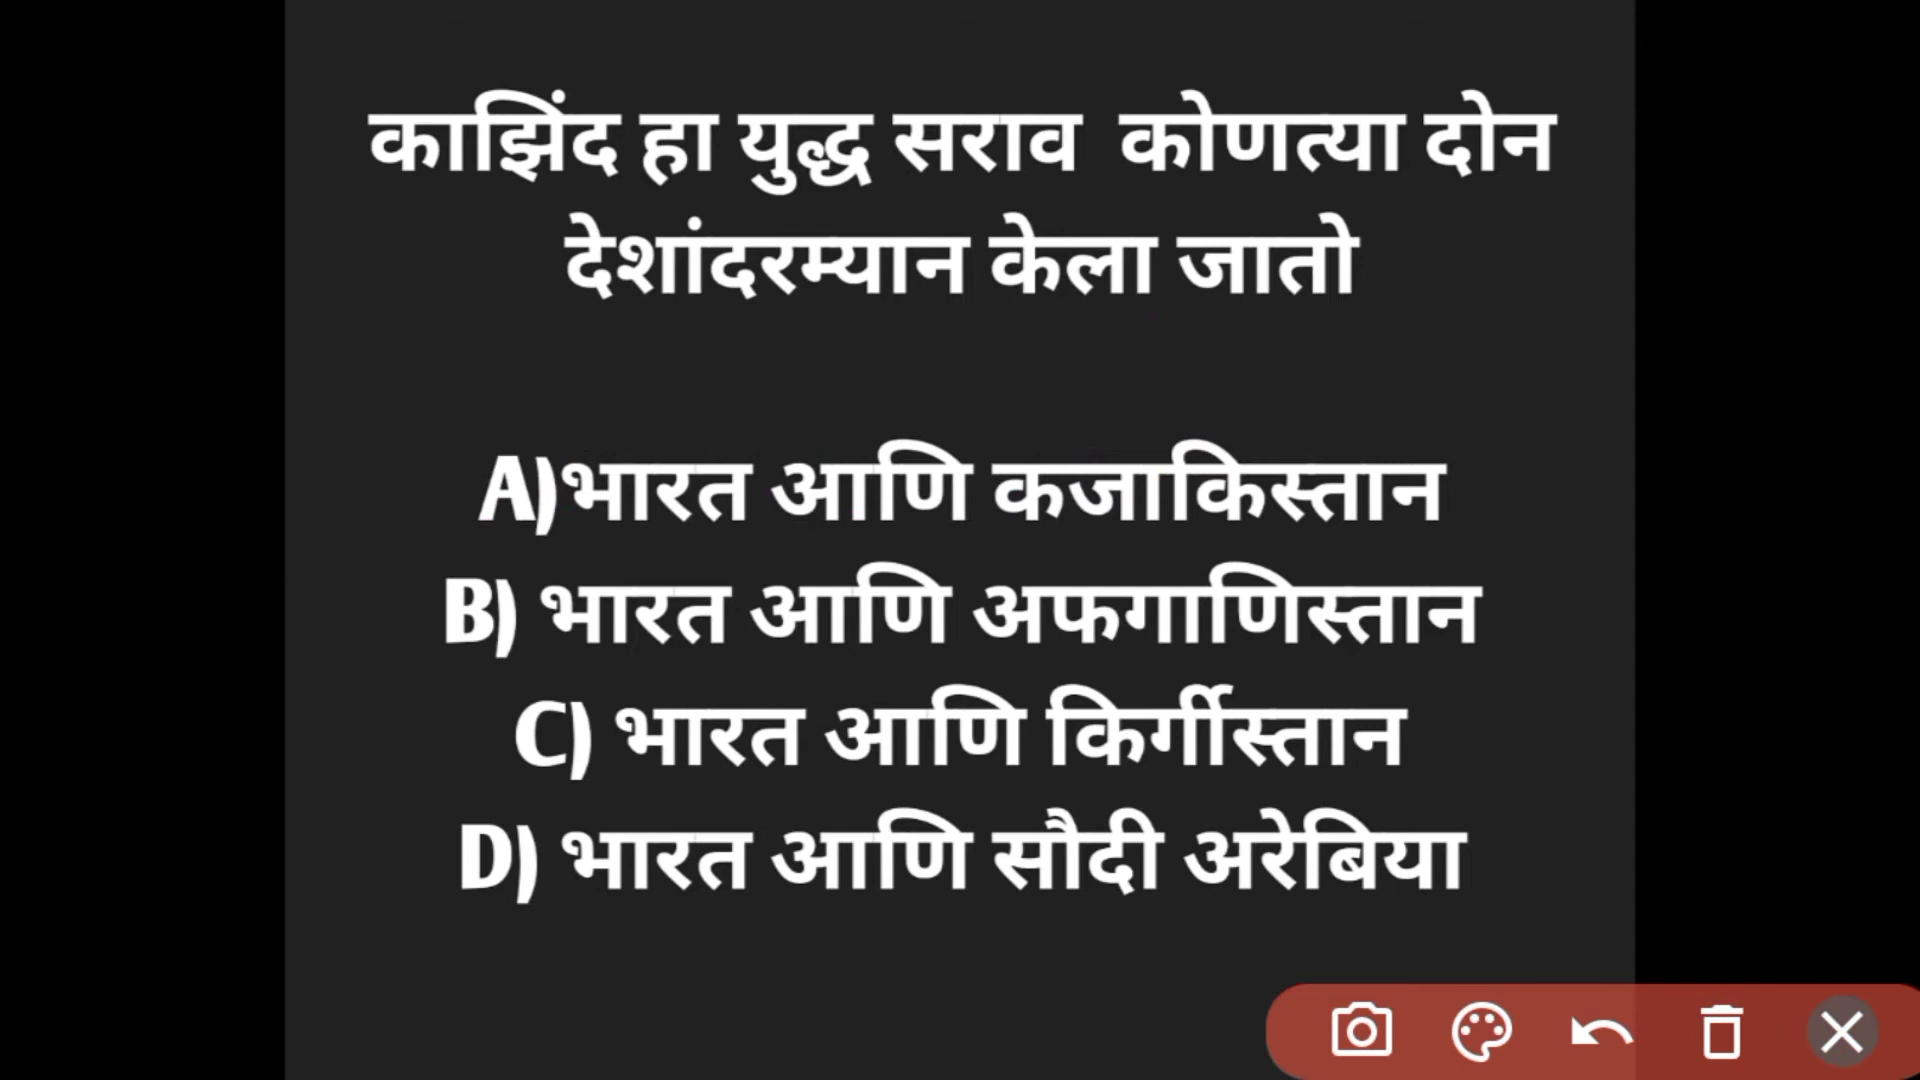 काझिंद हा युद्ध सराव कोणत्या दोन
देशांदरम्यान केला जातो
A)भारत आणि कजाकिस्तान
B) भारत आणि अफगाणिस्तान
C) भारत आणि किर्गीस्तान
D) भारत आणि सौदी अरेबिया